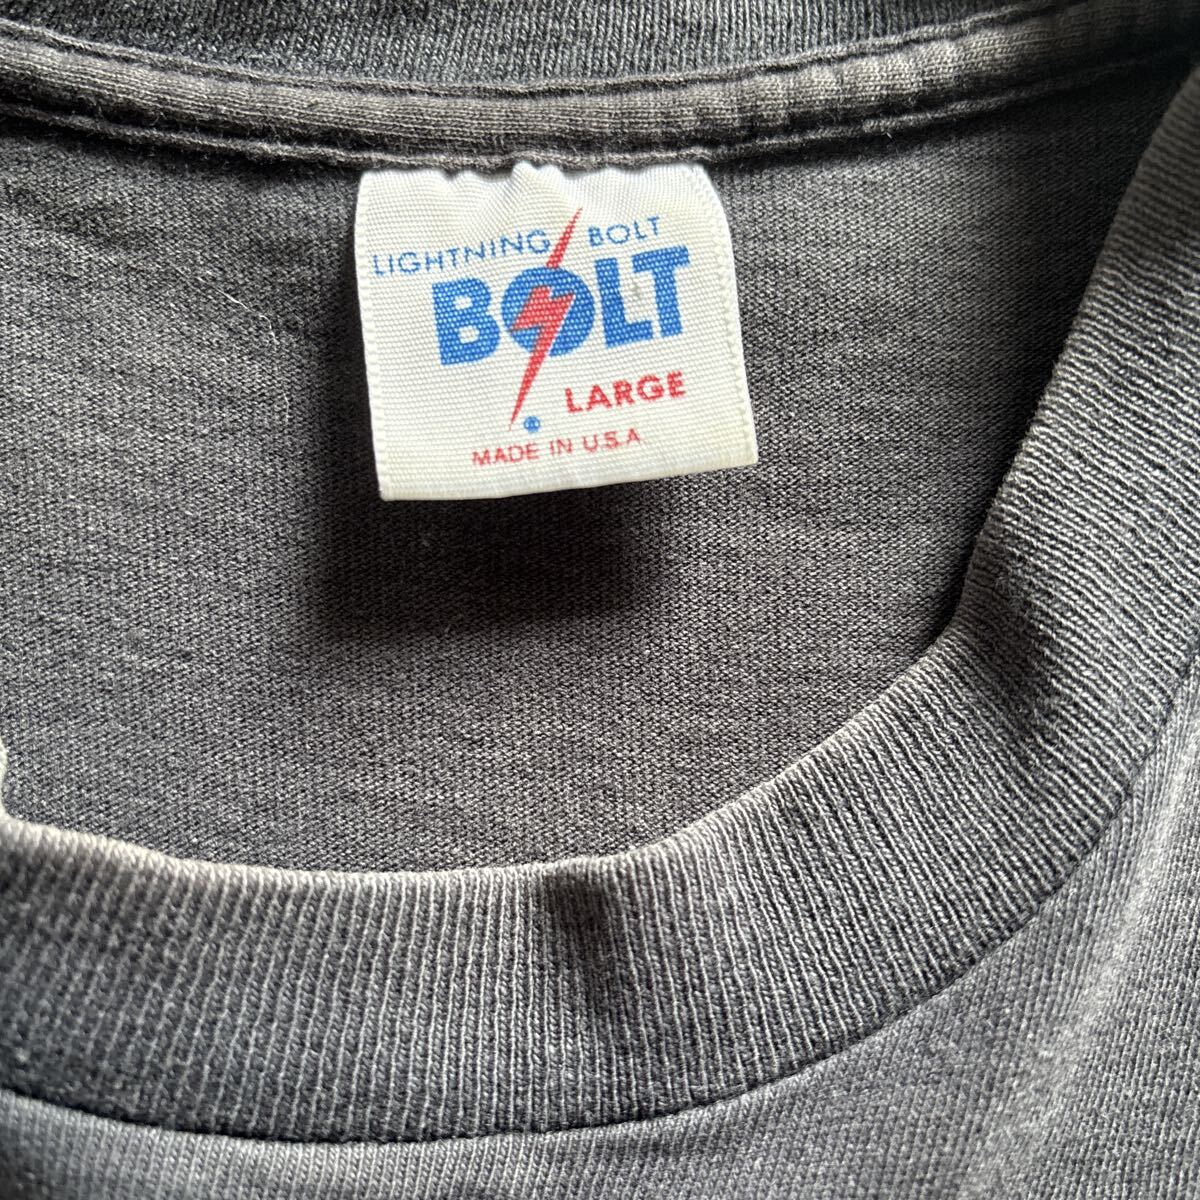 LIGHTNING BOLT
BOLT
LARGE
®
MADE IN U.S.A.